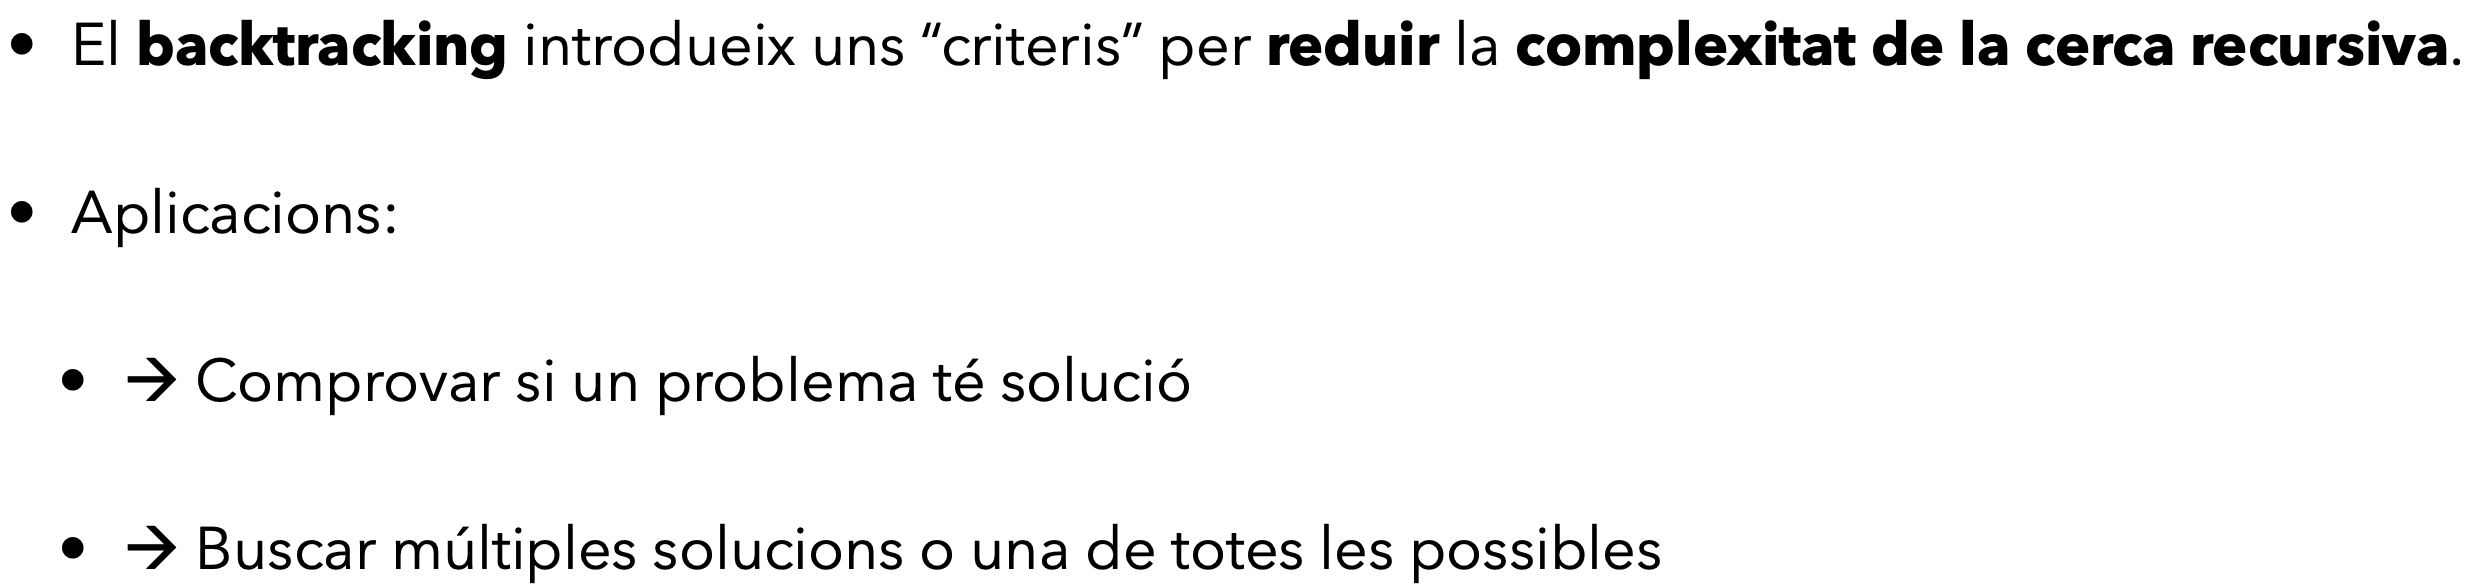 • El backtracking introdueix uns “criteris” per reduir la complexitat de la cerca recursiva.
• Aplicacions:
• → Comprovar si un problema té solució
• → Buscar múltiples solucions o una de totes les possibles